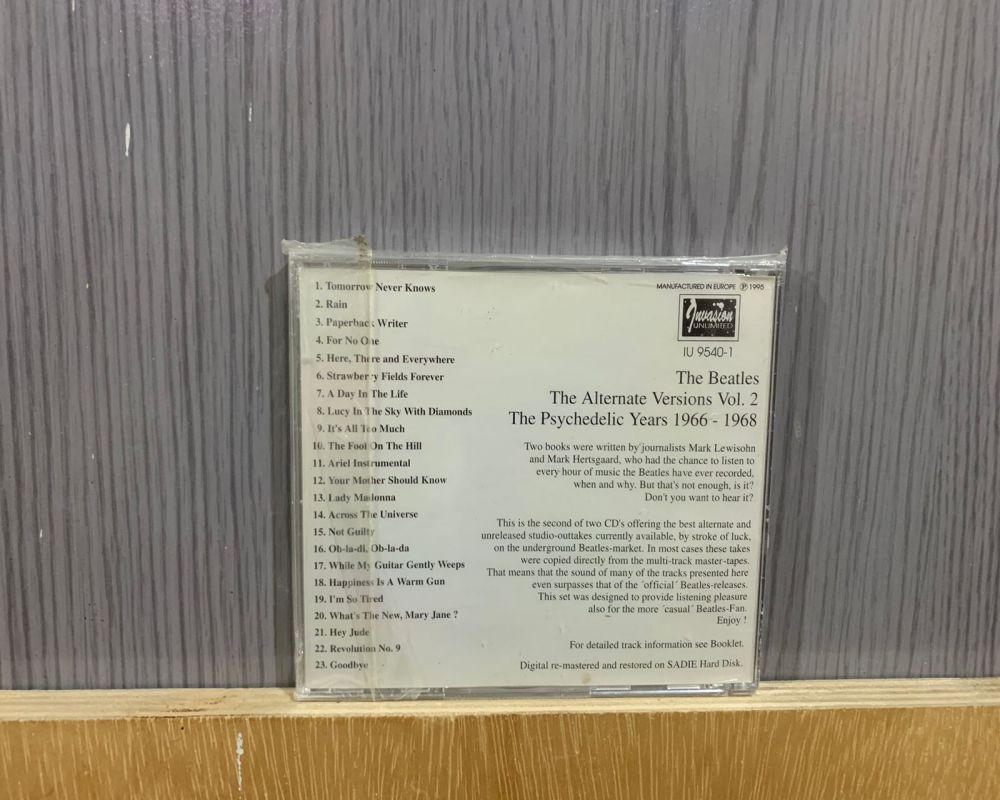 1. Tomorrow Never Knows
2. Rain
3. Paperback Writer
4. For No One
5. Here, There and Everywhere
6. Strawberry Fields Forever
7. A Day In The Life
8. Lucy In The Sky With Diamonds
9. It's All Too Much
10. The Fool On The Hill
11. Ariel Instrumental
12. Your Mother Should Know
13. Lady Madonna
14. Across The Universe
15. Not Guilty
16. Ob-la-di, Ob-la-da
17. While My Guitar Gently Weeps
18. Happiness Is A Warm Gun
19. I'm So Tired
20. What's The New, Mary Jane ?
21. Hey Jude
22. Revolution No. 9
23. Goodbye
MANUFACTURED IN EUROPE Ⓟ 1995
Invasion
UNLIMITED
IU 9540-1
The Beatles
The Alternate Versions Vol. 2
The Psychedelic Years 1966 - 1968
Two books were written by journalists Mark Lewisohn
and Mark Hertsgaard, who had the chance to listen to
every hour of music the Beatles have ever recorded,
when and why. But that's not enough, is it?
Don't you want to hear it?
This is the second of two CD's offering the best alternate and
unreleased studio-outtakes currently available, by stroke of luck,
on the underground Beatles-market. In most cases these takes
were copied directly from the multi-track master-tapes.
That means that the sound of many of the tracks presented here
even surpasses that of the ´official´ Beatles-releases.
This set was designed to provide listening pleasure
also for the more ´casual´ Beatles-Fan.
Enjoy !
For detailed track information see Booklet.
Digital re-mastered and restored on SADIE Hard Disk.